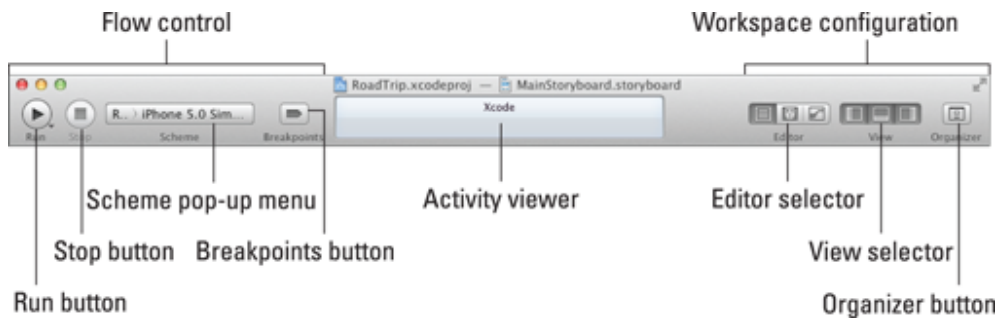 Flow control
Workspace configuration
RoadTrip.xcodeproj — MainStoryboard.storyboard
R.. > iPhone 5.0 Sim...
Xcode
Run
Stop
Scheme
Breakpoints
Editor
View
Organizer
Scheme pop-up menu
Activity viewer
Editor selector
Stop button
Breakpoints button
View selector
Run button
Organizer button